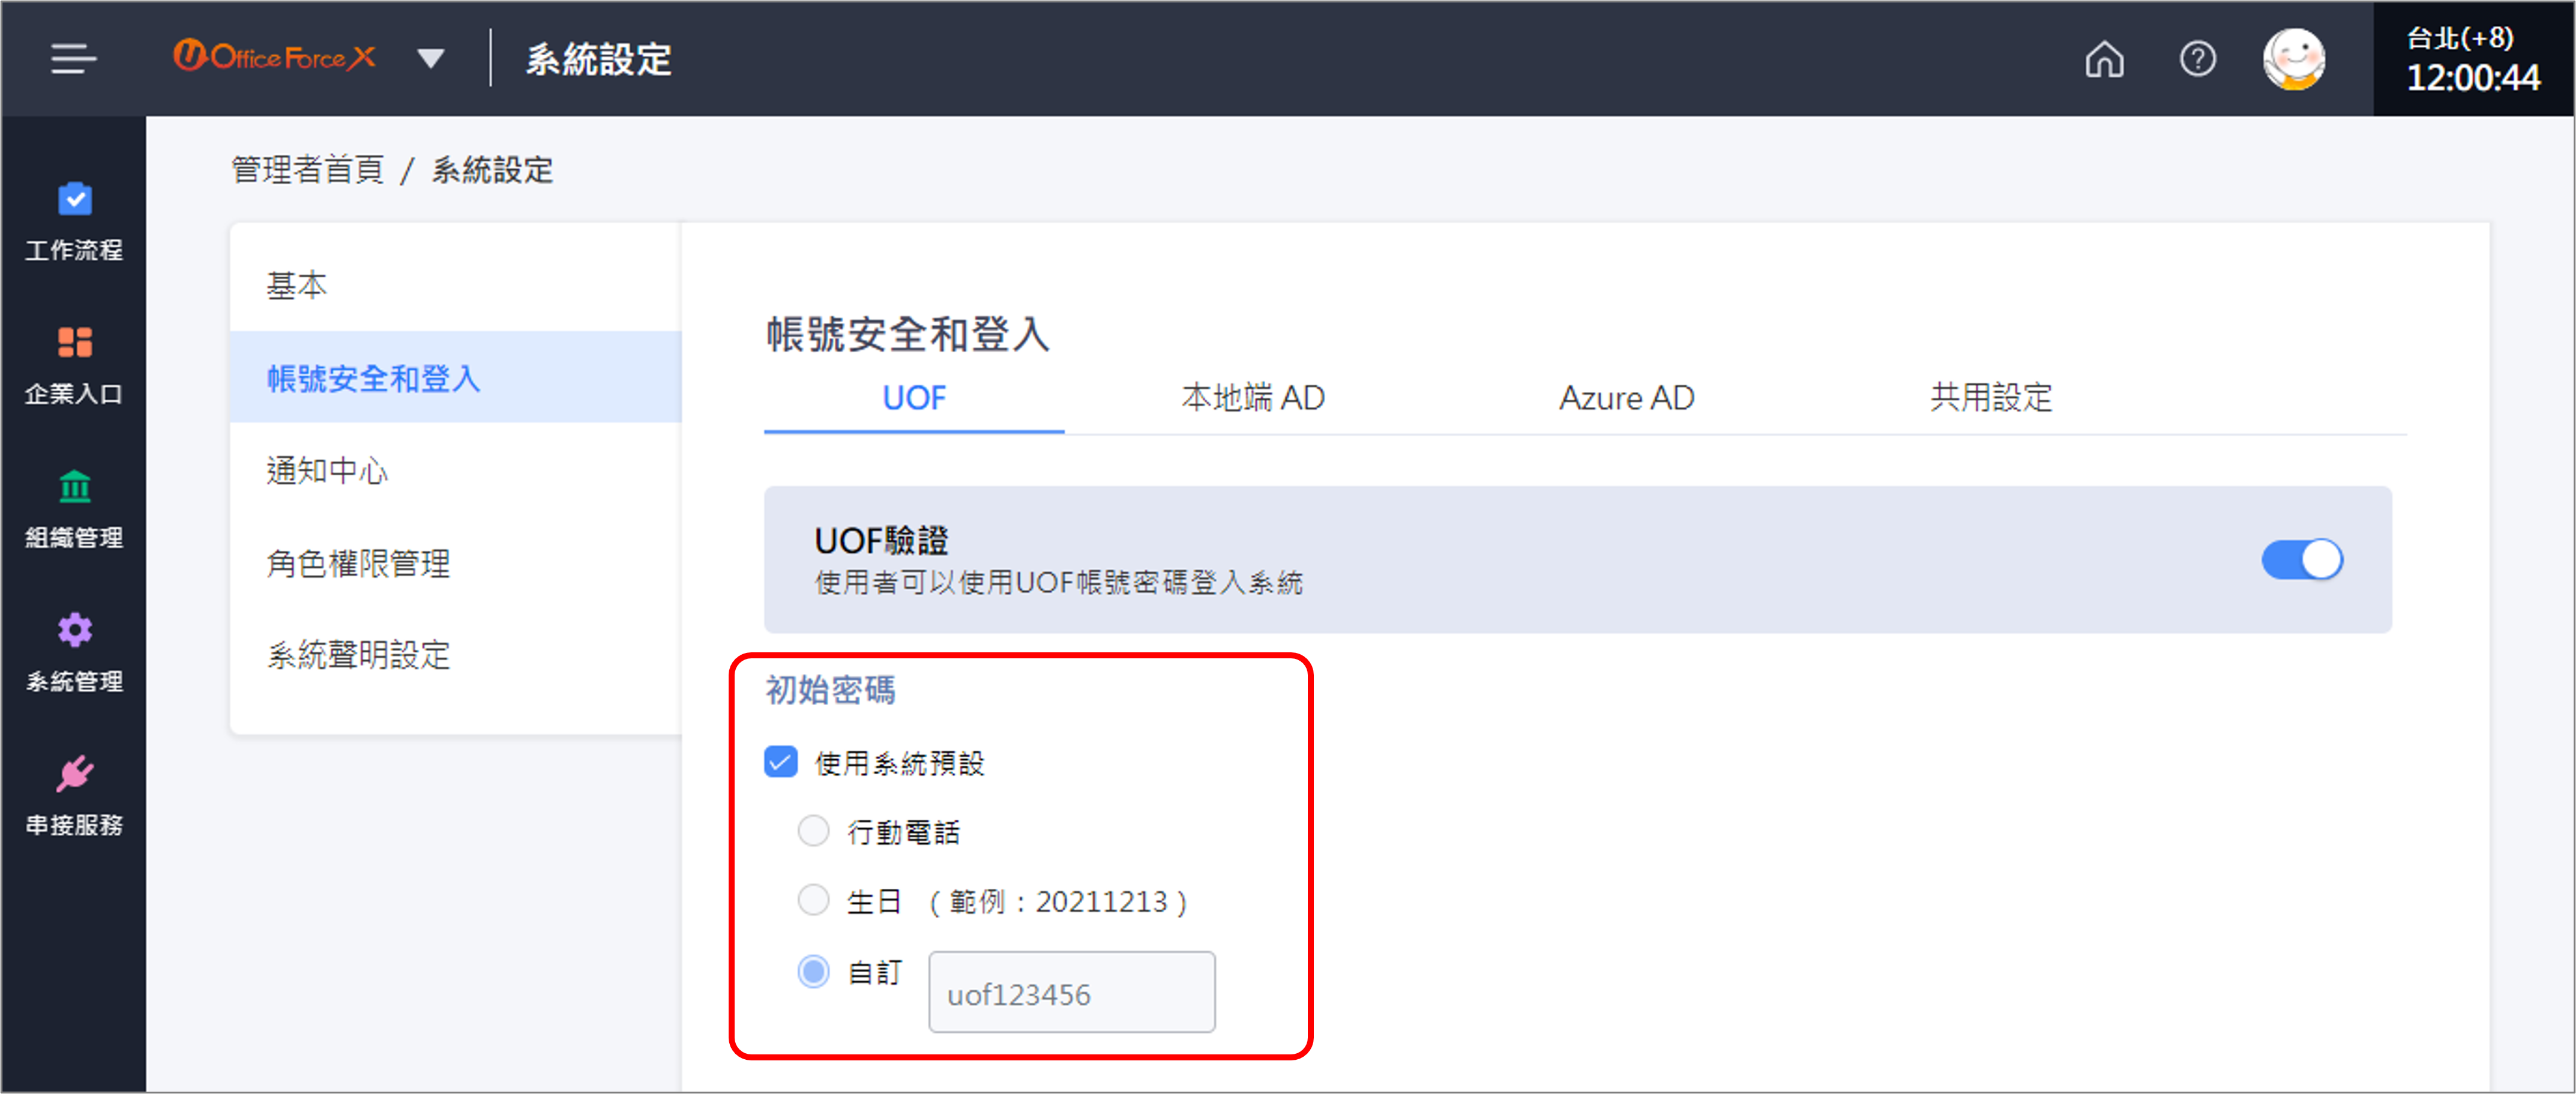 U Office Force X
系統設定
台北(+8)
12:00:44
工作流程
企業入口
組織管理
系統管理
串接服務
管理者首頁 / 系統設定
基本
帳號安全和登入
通知中心
角色權限管理
系統聲明設定
帳號安全和登入
UOF 本地端 AD Azure AD 共用設定
UOF驗證
使用者可以使用UOF帳號密碼登入系統
初始密碼
使用系統預設
行動電話
生日 （範例：20211213）
自訂 uof123456